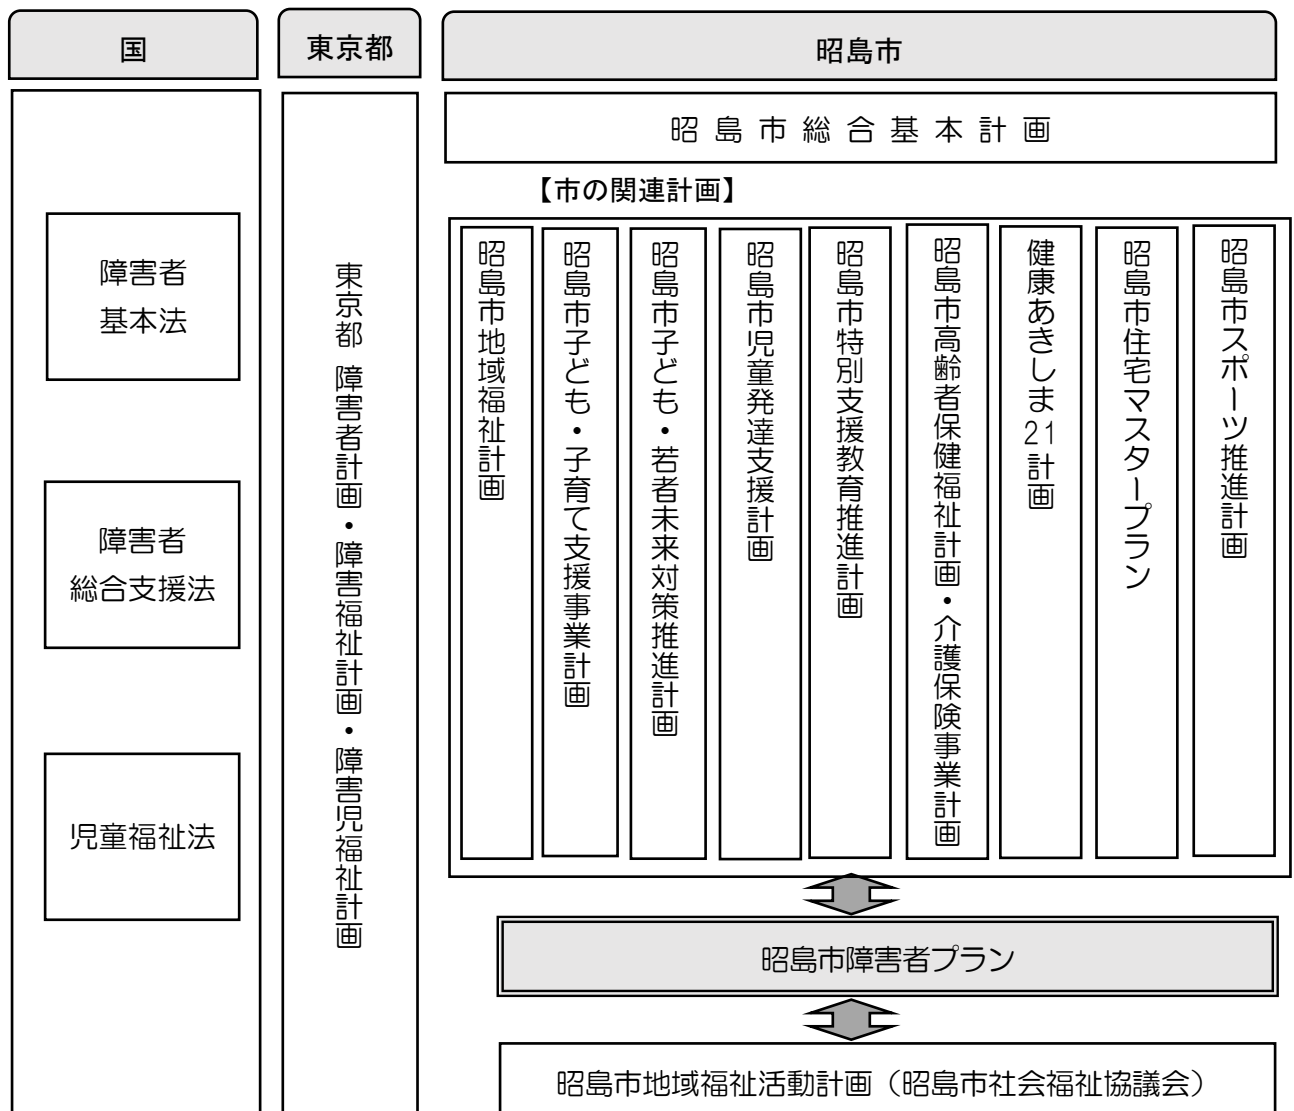 国
東京都
昭島市
障害者
基本法
障害者
総合支援法
児童福祉法
東京都 障害者計画・障害福祉計画・障害児福祉計画
昭島市総合基本計画
【市の関連計画】
昭島市地域福祉計画
昭島市子ども・子育て支援事業計画
昭島市子ども・若者未来対策推進計画
昭島市児童発達支援計画
昭島市特別支援教育推進計画
昭島市高齢者保健福祉計画・介護保険事業計画
健康あきしま21計画
昭島市住宅マスタープラン
昭島市スポーツ推進計画
昭島市障害者プラン
昭島市地域福祉活動計画（昭島市社会福祉協議会）